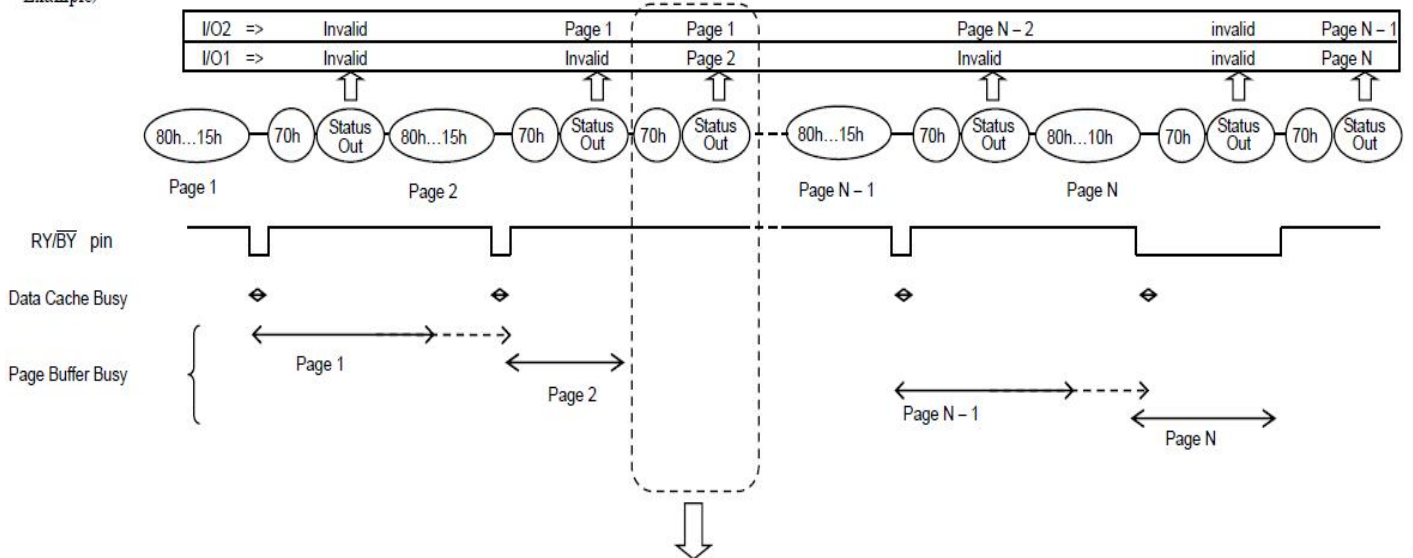 Example)
I/O2 => Invalid Page 1 Page 1 Page N – 2 invalid Page N – 1
I/O1 => Invalid Invalid Page 2 Invalid invalid Page N
80h...15h 70h Status Out 80h...15h 70h Status Out 70h Status Out 80h...15h 70h Status Out 80h...10h 70h Status Out 70h Status Out
Page 1 Page 2 Page N – 1 Page N
RY/BY pin
Data Cache Busy
Page Buffer Busy
Page 1
Page 2
Page N – 1
Page N